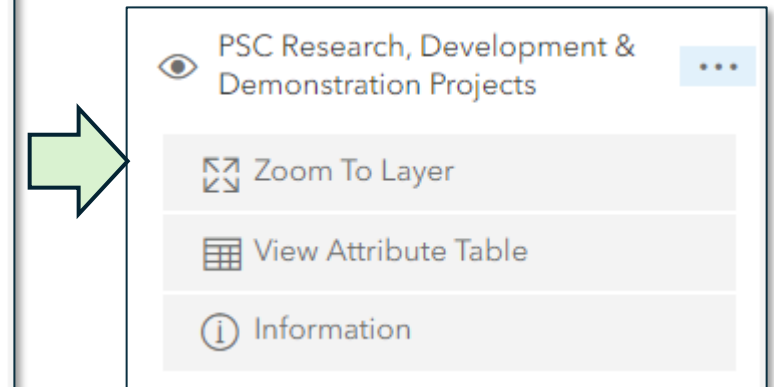 PSC Research, Development &
Demonstration Projects
Zoom To Layer
View Attribute Table
Information